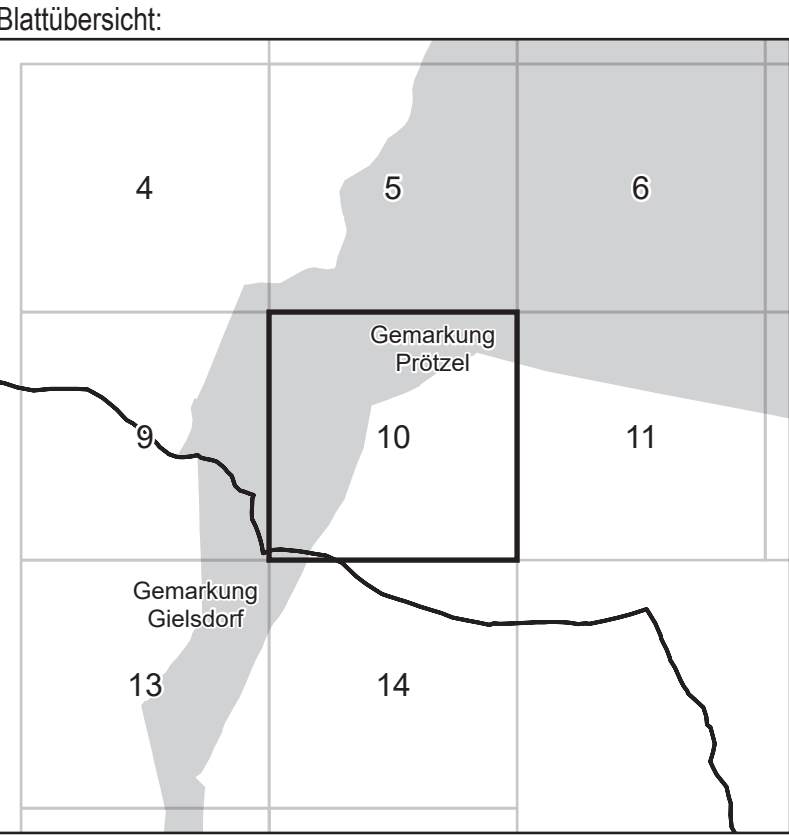 Blattübersicht:
4
5
6
Gemarkung
Prötzel
9
10
11
Gemarkung
Gielsdorf
13
14